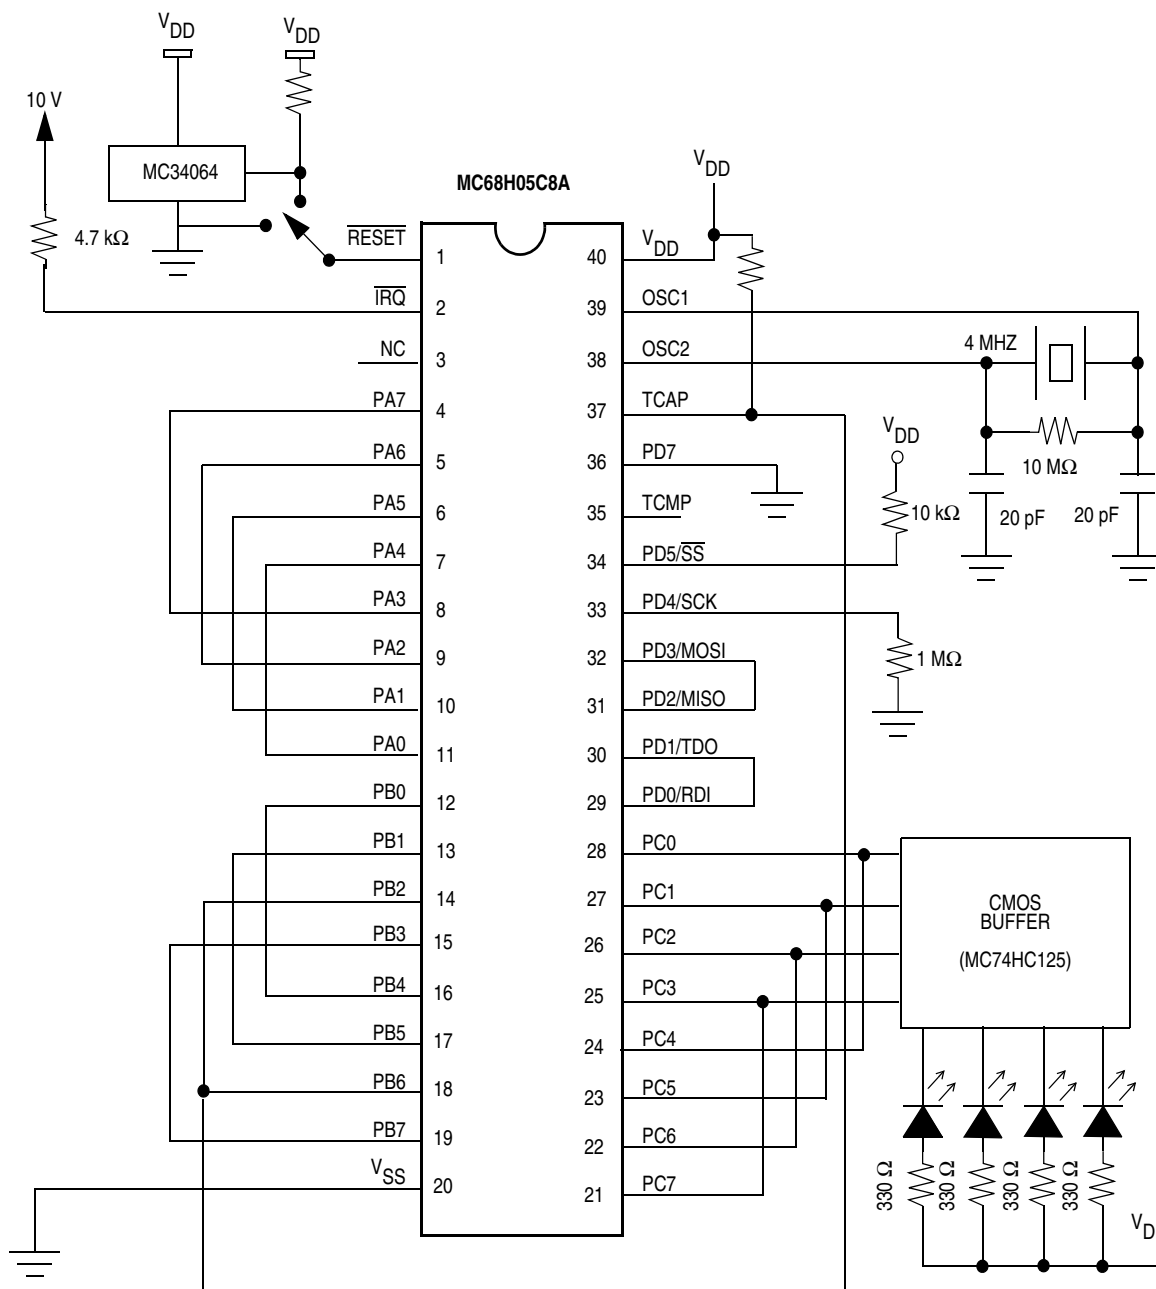 VDD
VDD
10 V
MC34064
4.7 kΩ
MC68H05C8A
VDD
RESET 1
IRQ 2
NC 3
PA7 4
PA6 5
PA5 6
PA4 7
PA3 8
PA2 9
PA1 10
PA0 11
PB0 12
PB1 13
PB2 14
PB3 15
PB4 16
PB5 17
PB6 18
PB7 19
VSS 20
40 VDD
39 OSC1
38 OSC2
37 TCAP
36 PD7
35 TCMP
34 PD5/SS
33 PD4/SCK
32 PD3/MOSI
31 PD2/MISO
30 PD1/TDO
29 PD0/RDI
28 PC0
27 PC1
26 PC2
25 PC3
24 PC4
23 PC5
22 PC6
21 PC7
4 MHZ
10 MΩ
20 pF
20 pF
VDD
10 kΩ
1 MΩ
CMOS
BUFFER
(MC74HC125)
330 Ω
330 Ω
330 Ω
330 Ω
VD